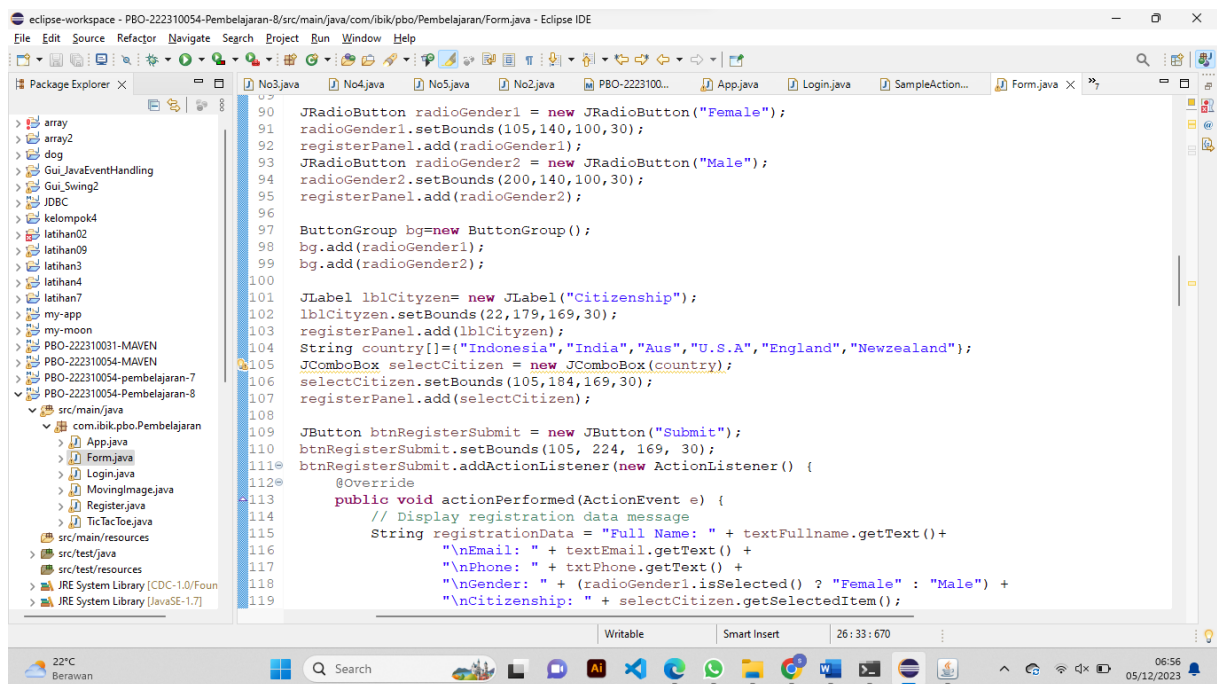 eclipse-workspace - PBO-222310054-Pembelajaran-8/src/main/java/com/ibik/pbo/Pembelajaran/Form.java - Eclipse IDE
File Edit Source Refactor Navigate Search Project Run Window Help
Package Explorer
No3.java No4.java No5.java No2.java PBO-2223100... App.java Login.java SampleAction... Form.java »7
array
array2
dog
Gui_JavaEventHandling
Gui_Swing2
JDBC
kelompok4
latihan02
latihan09
latihan3
latihan4
latihan7
my-app
my-moon
PBO-222310031-MAVEN
PBO-222310054-MAVEN
PBO-222310054-pembelajaran-7
PBO-222310054-Pembelajaran-8
src/main/java
com.ibik.pbo.Pembelajaran
App.java
Form.java
Login.java
MovingImage.java
Register.java
TicTacToe.java
src/main/resources
src/test/java
src/test/resources
JRE System Library [CDC-1.0/Foun
JRE System Library [JavaSE-1.7]
89
90 JRadioButton radioGender1 = new JRadioButton("Female");
91 radioGender1.setBounds(105,140,100,30);
92 registerPanel.add(radioGender1);
93 JRadioButton radioGender2 = new JRadioButton("Male");
94 radioGender2.setBounds(200,140,100,30);
95 registerPanel.add(radioGender2);
96
97 ButtonGroup bg=new ButtonGroup();
98 bg.add(radioGender1);
99 bg.add(radioGender2);
100
101 JLabel lblCityzen= new JLabel("Citizenship");
102 lblCityzen.setBounds(22,179,169,30);
103 registerPanel.add(lblCityzen);
104 String country[]={"Indonesia","India","Aus","U.S.A","England","Newzealand"};
105 JComboBox selectCitizen = new JComboBox(country);
106 selectCitizen.setBounds(105,184,169,30);
107 registerPanel.add(selectCitizen);
108
109 JButton btnRegisterSubmit = new JButton("Submit");
110 btnRegisterSubmit.setBounds(105, 224, 169, 30);
111 btnRegisterSubmit.addActionListener(new ActionListener() {
112 @Override
113 public void actionPerformed(ActionEvent e) {
114 // Display registration data message
115 String registrationData = "Full Name: " + textFullname.getText()+
116 "\nEmail: " + textEmail.getText() +
117 "\nPhone: " + txtPhone.getText() +
118 "\nGender: " + (radioGender1.isSelected() ? "Female" : "Male") +
119 "\nCitizenship: " + selectCitizen.getSelectedItem();
Writable Smart Insert 26 : 33 : 670
22°C
Berawan
Search
06:56
05/12/2023